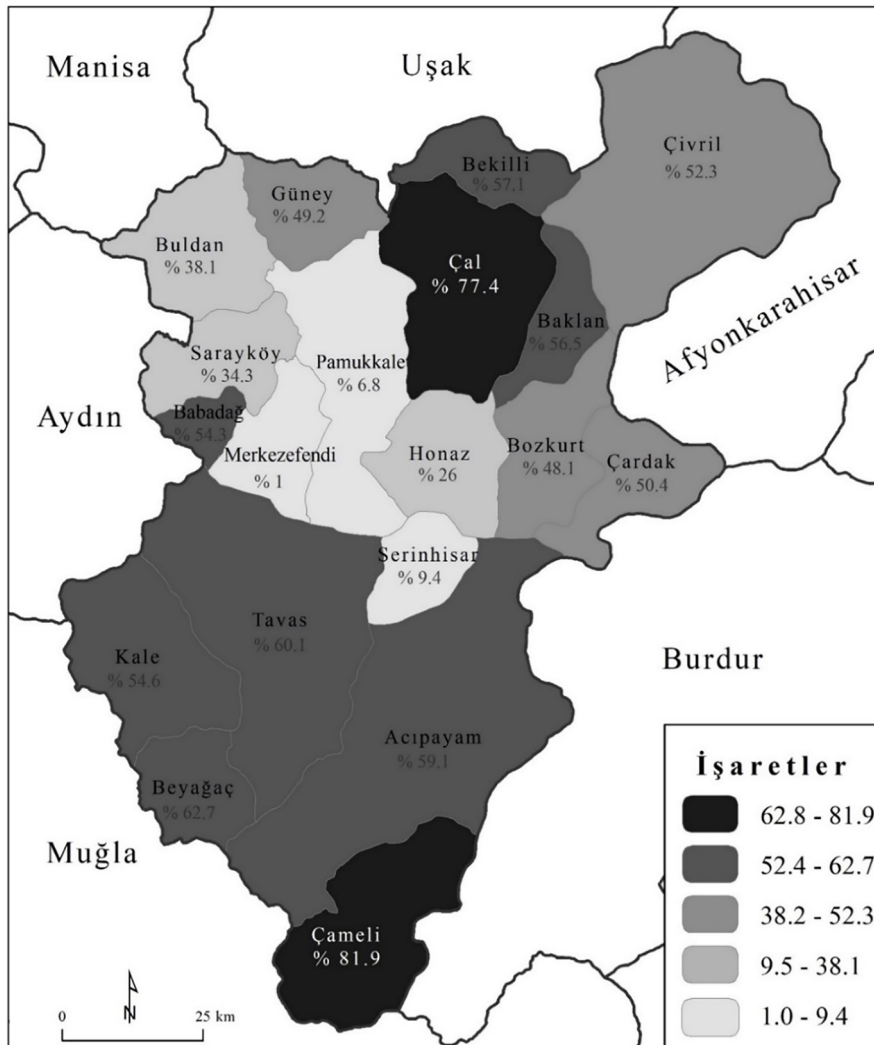 Manisa
Uşak
Çivril
% 52.3
Bekilli
% 57.1
Güney
% 49.2
Buldan
% 38.1
Çal
% 77.4
Afyonkarahisar
Baklan
% 56.5
Sarayköy
% 34.3
Pamukkale
% 6.8
Aydın
Babadağ
% 54.3
Merkezefendi
% 1
Honaz
% 26
Bozkurt
% 48.1
Çardak
% 50.4
Serinhisar
% 9.4
Tavas
% 60.1
Kale
% 54.6
Burdur
Acıpayam
% 59.1
Beyağaç
% 62.7
Muğla
Çameli
% 81.9
İşaretler
62.8 - 81.9
52.4 - 62.7
38.2 - 52.3
9.5 - 38.1
1.0 - 9.4
N
0 25 km